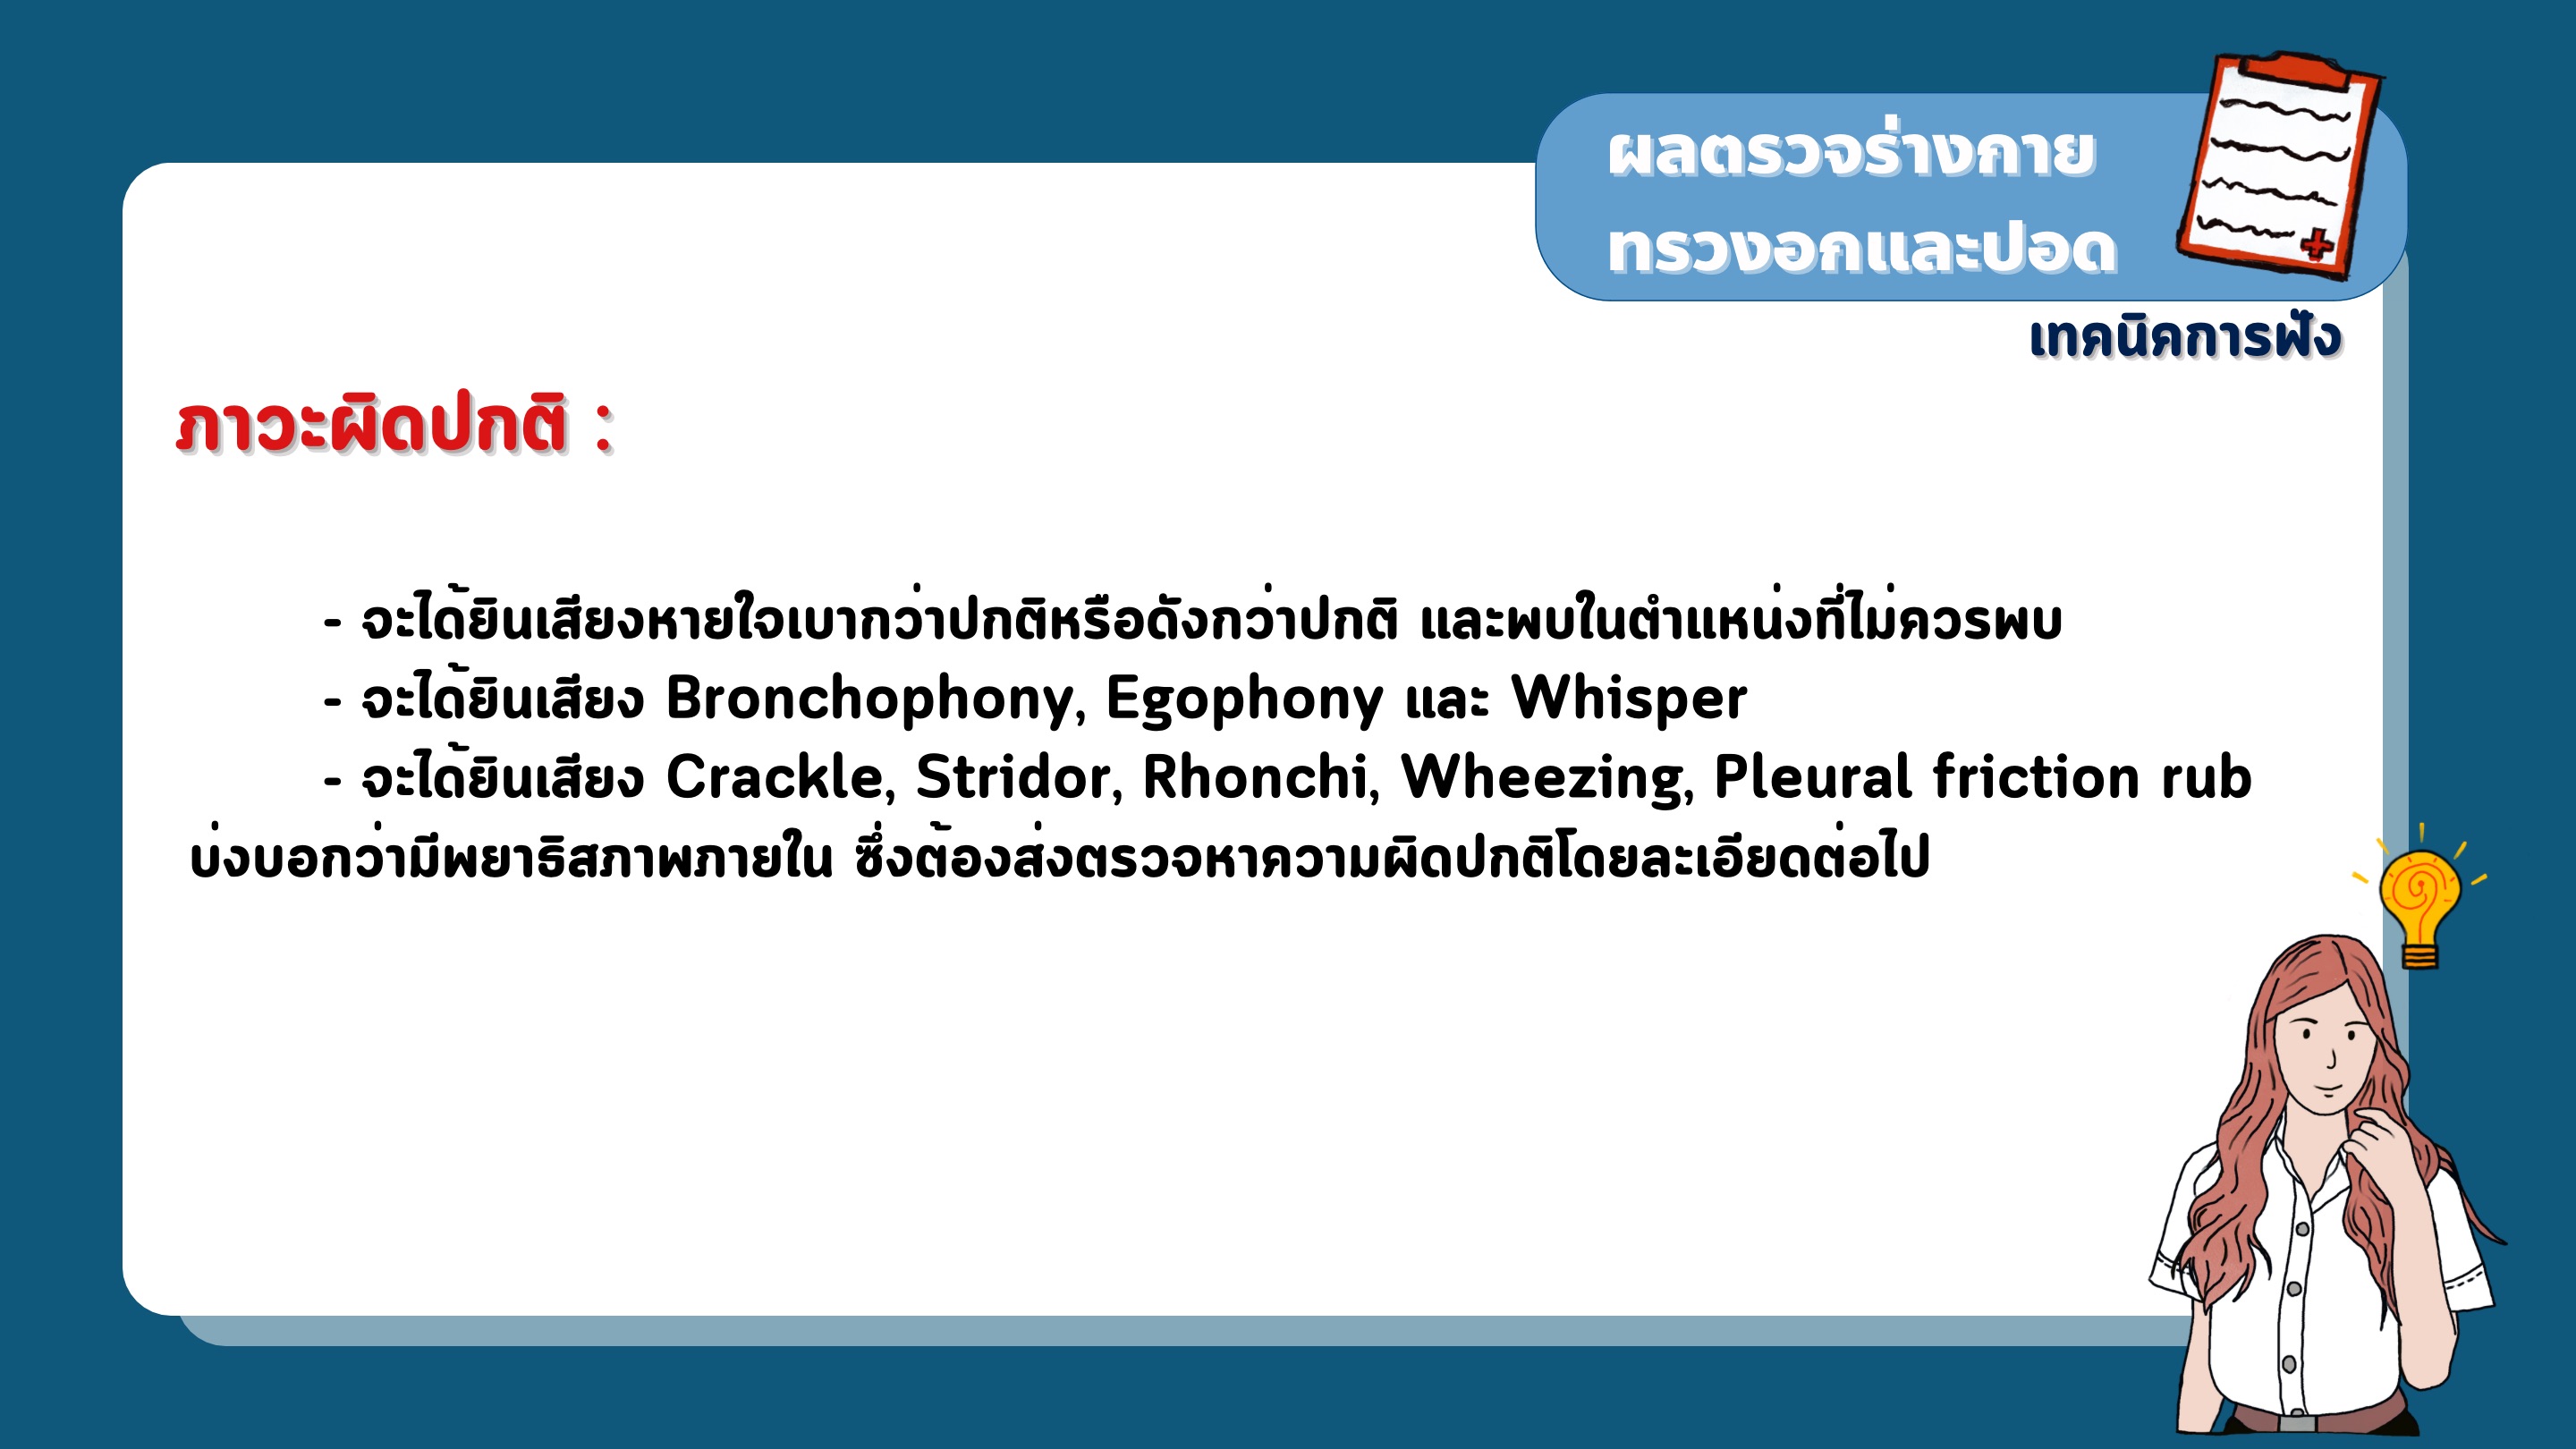 ผลตรวจร่างกาย
ทรวงอกและปอด
เทคนิคการฟัง
ภาวะผิดปกติ :
- จะได้ยินเสียงหายใจเบากว่าปกติหรือดังกว่าปกติ และพบในตำแหน่งที่ไม่ควรพบ
- จะได้ยินเสียง Bronchophony, Egophony และ Whisper
- จะได้ยินเสียง Crackle, Stridor, Rhonchi, Wheezing, Pleural friction rub
บ่งบอกว่ามีพยาธิสภาพภายใน ซึ่งต้องส่งตรวจหาความผิดปกติโดยละเอียดต่อไป